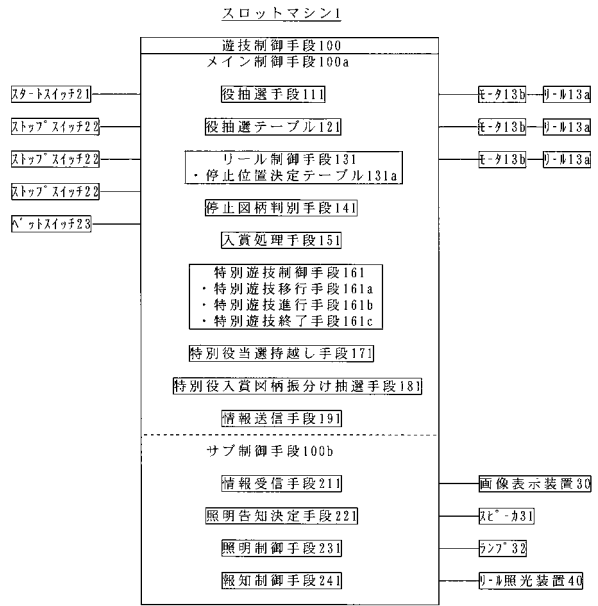 スロットマシン1
遊技制御手段100
メイン制御手段100a
スタートスイッチ21
役抽選手段111
モータ13b
リール13a
ストップスイッチ22
役抽選テーブル121
モータ13b
リール13a
ストップスイッチ22
リール制御手段131
・停止位置決定テーブル131a
モータ13b
リール13a
ストップスイッチ22
停止図柄判別手段141
ベットスイッチ23
入賞処理手段151
特別遊技制御手段161
・特別遊技移行手段161a
・特別遊技進行手段161b
・特別遊技終了手段161c
特別役当選持越し手段171
特別役入賞図柄振分け抽選手段181
情報送信手段191
サブ制御手段100b
情報受信手段211
画像表示装置30
照明告知決定手段221
スピーカ31
照明制御手段231
ランプ32
報知制御手段241
リール照光装置40